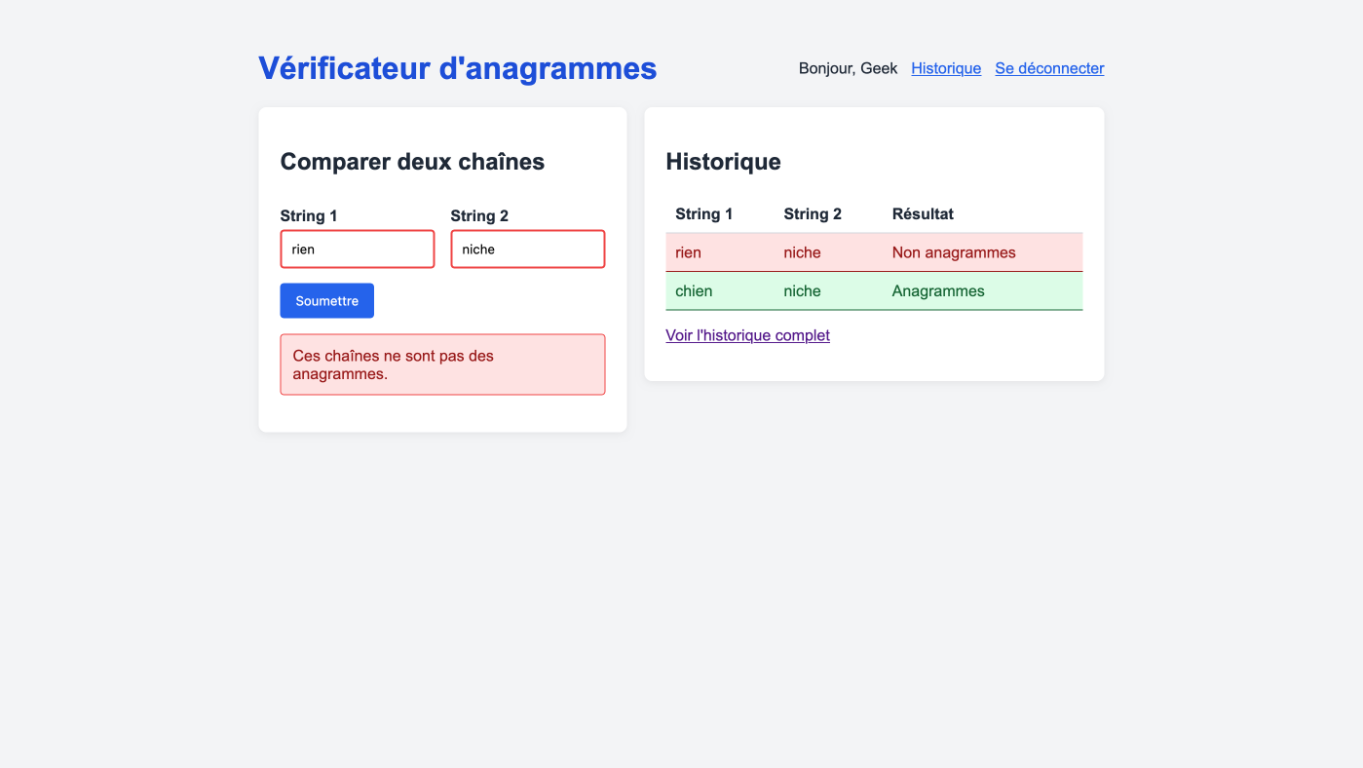 Vérificateur d'anagrammes
Bonjour, Geek Historique Se déconnecter
Comparer deux chaînes
String 1 String 2
rien niche
Soumettre
Ces chaînes ne sont pas des
anagrammes.
Historique
String 1 String 2 Résultat
rien niche Non anagrammes
chien niche Anagrammes
Voir l'historique complet